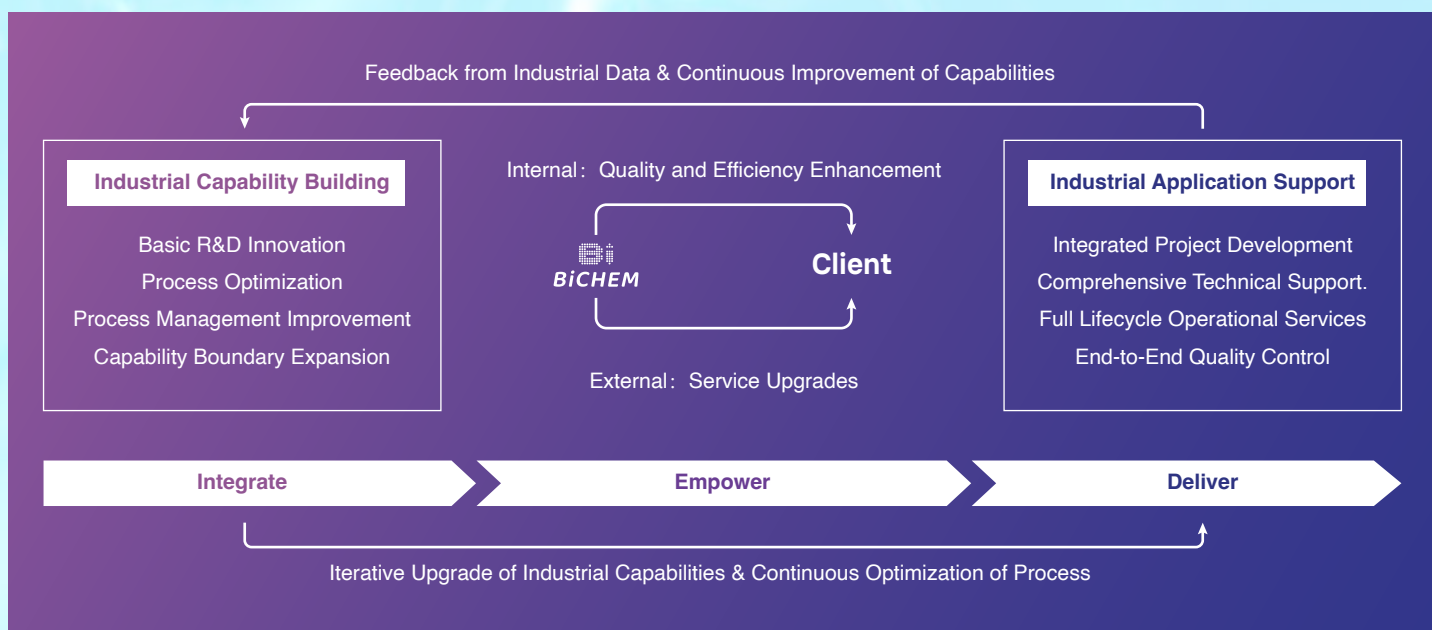 Feedback from Industrial Data & Continuous Improvement of Capabilities
Industrial Capability Building
Basic R&D Innovation
Process Optimization
Process Management Improvement
Capability Boundary Expansion
Internal: Quality and Efficiency Enhancement
Bi
BiCHEM
Client
External: Service Upgrades
Industrial Application Support
Integrated Project Development
Comprehensive Technical Support.
Full Lifecycle Operational Services
End-to-End Quality Control
Integrate
Empower
Deliver
Iterative Upgrade of Industrial Capabilities & Continuous Optimization of Process